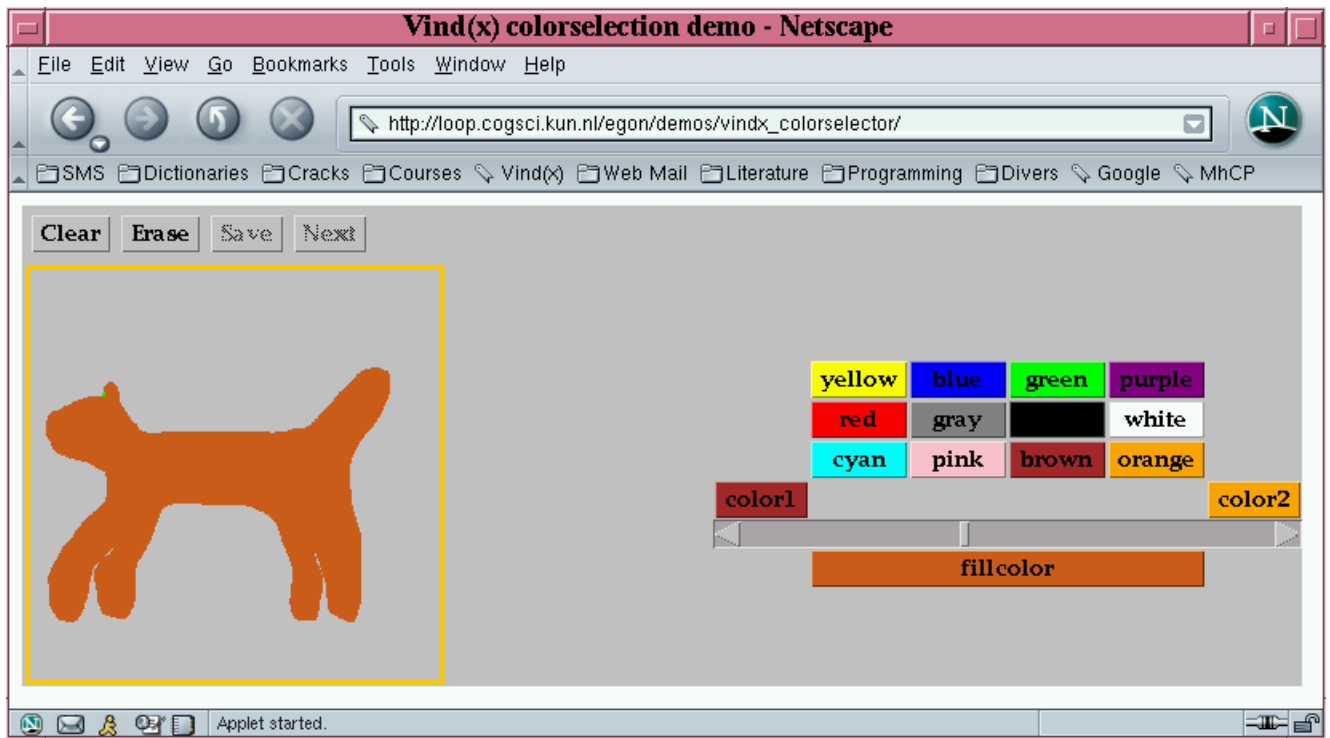 Vind(x) colorselection demo - Netscape
File Edit View Go Bookmarks Tools Window Help
http://loop.cogsci.kun.nl/egon/demos/vindx_colorselector/
N
SMS Dictionaries Cracks Courses Vind(x) Web Mail Literature Programming Divers Google MhCP
Clear Erase Save Next
yellow blue green purple
red gray white
cyan pink brown orange
color1 color2
fillcolor
Applet started.